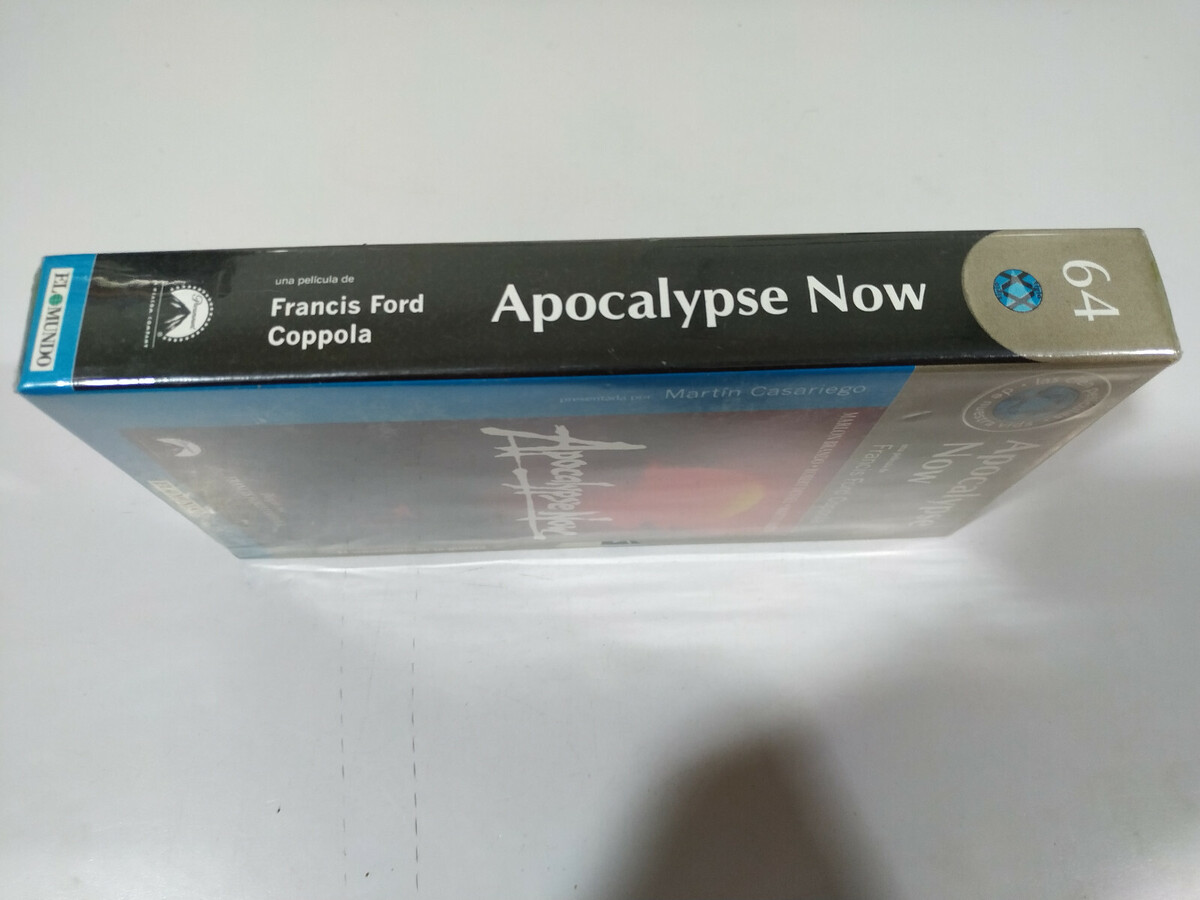 EL MUNDO
una película de
Francis Ford
Coppola
Apocalypse Now
64
presentada por Martín Casariego
Apocalypse Now
Apocalypse
Now